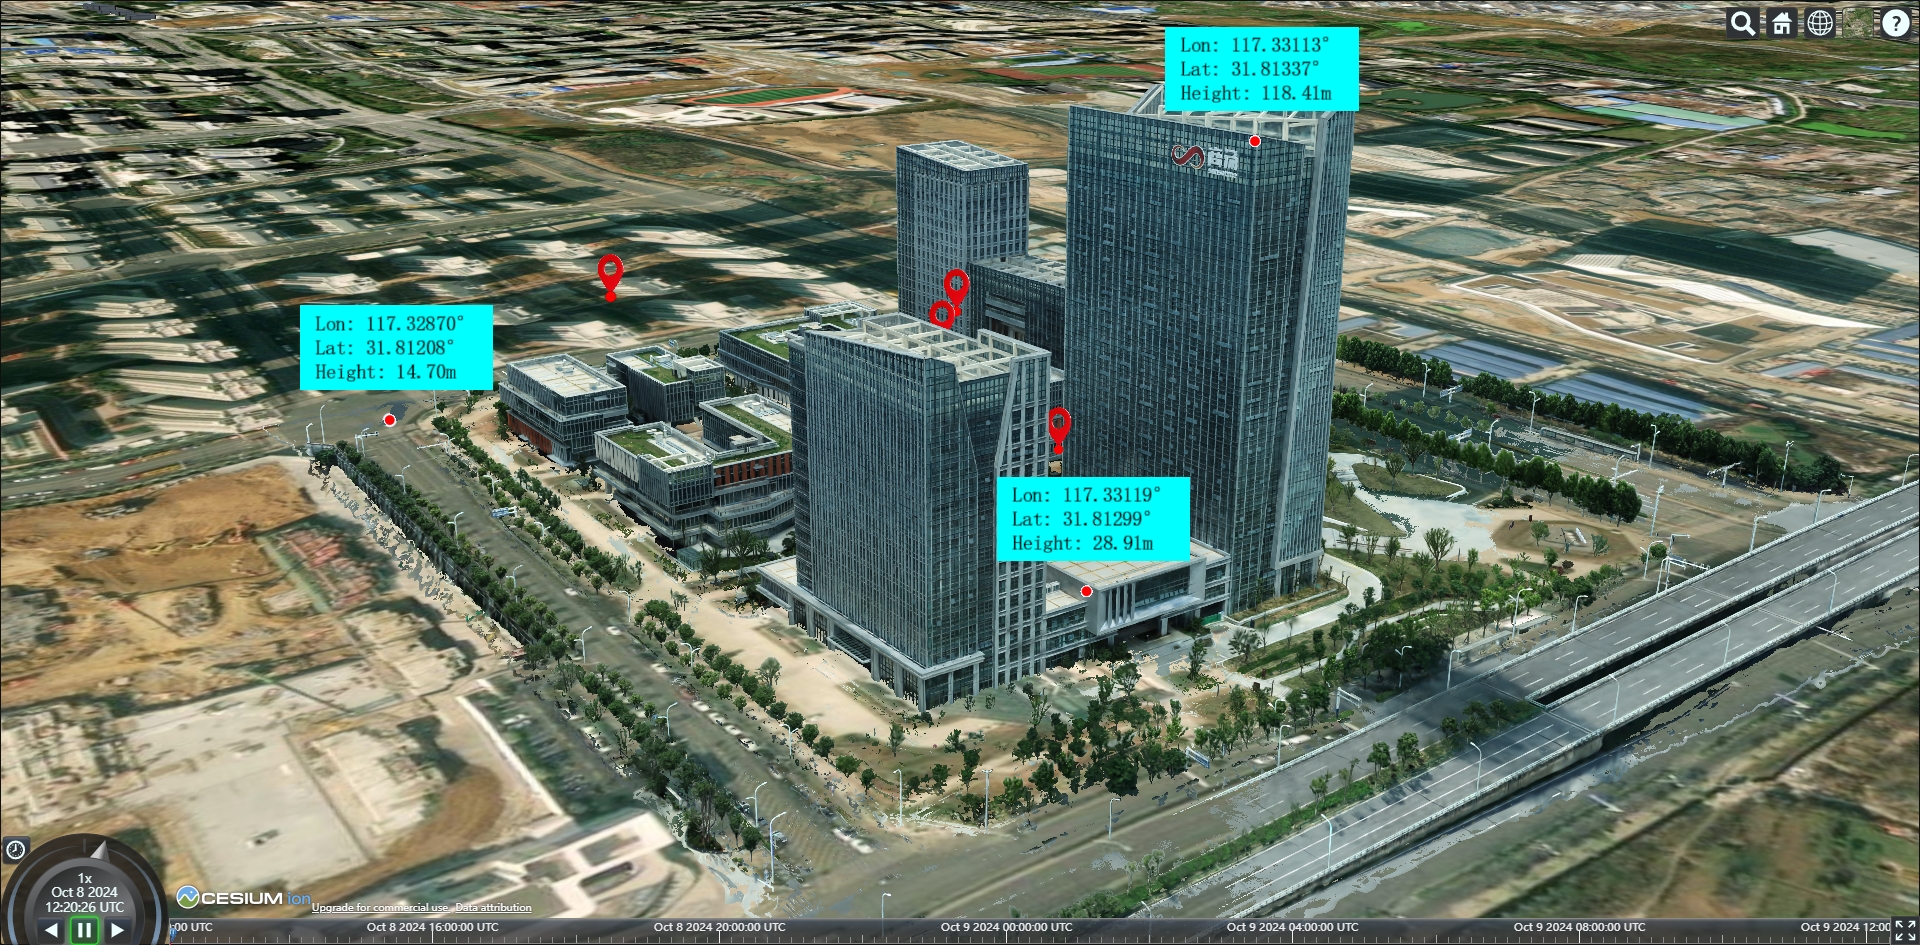 Lon: 117.33113°
Lat: 31.81337°
Height: 118.41m
Lon: 117.32870°
Lat: 31.81208°
Height: 14.70m
Lon: 117.33119°
Lat: 31.81299°
Height: 28.91m
1x
Oct 8 2024
12:20:26 UTC
CESIUM ion
Upgrade for commercial use. Data attribution
:00 UTC
Oct 8 2024 16:00:00 UTC
Oct 8 2024 20:00:00 UTC
Oct 9 2024 00:00:00 UTC
Oct 9 2024 04:00:00 UTC
Oct 9 2024 08:00:00 UTC
Oct 9 2024 12:00